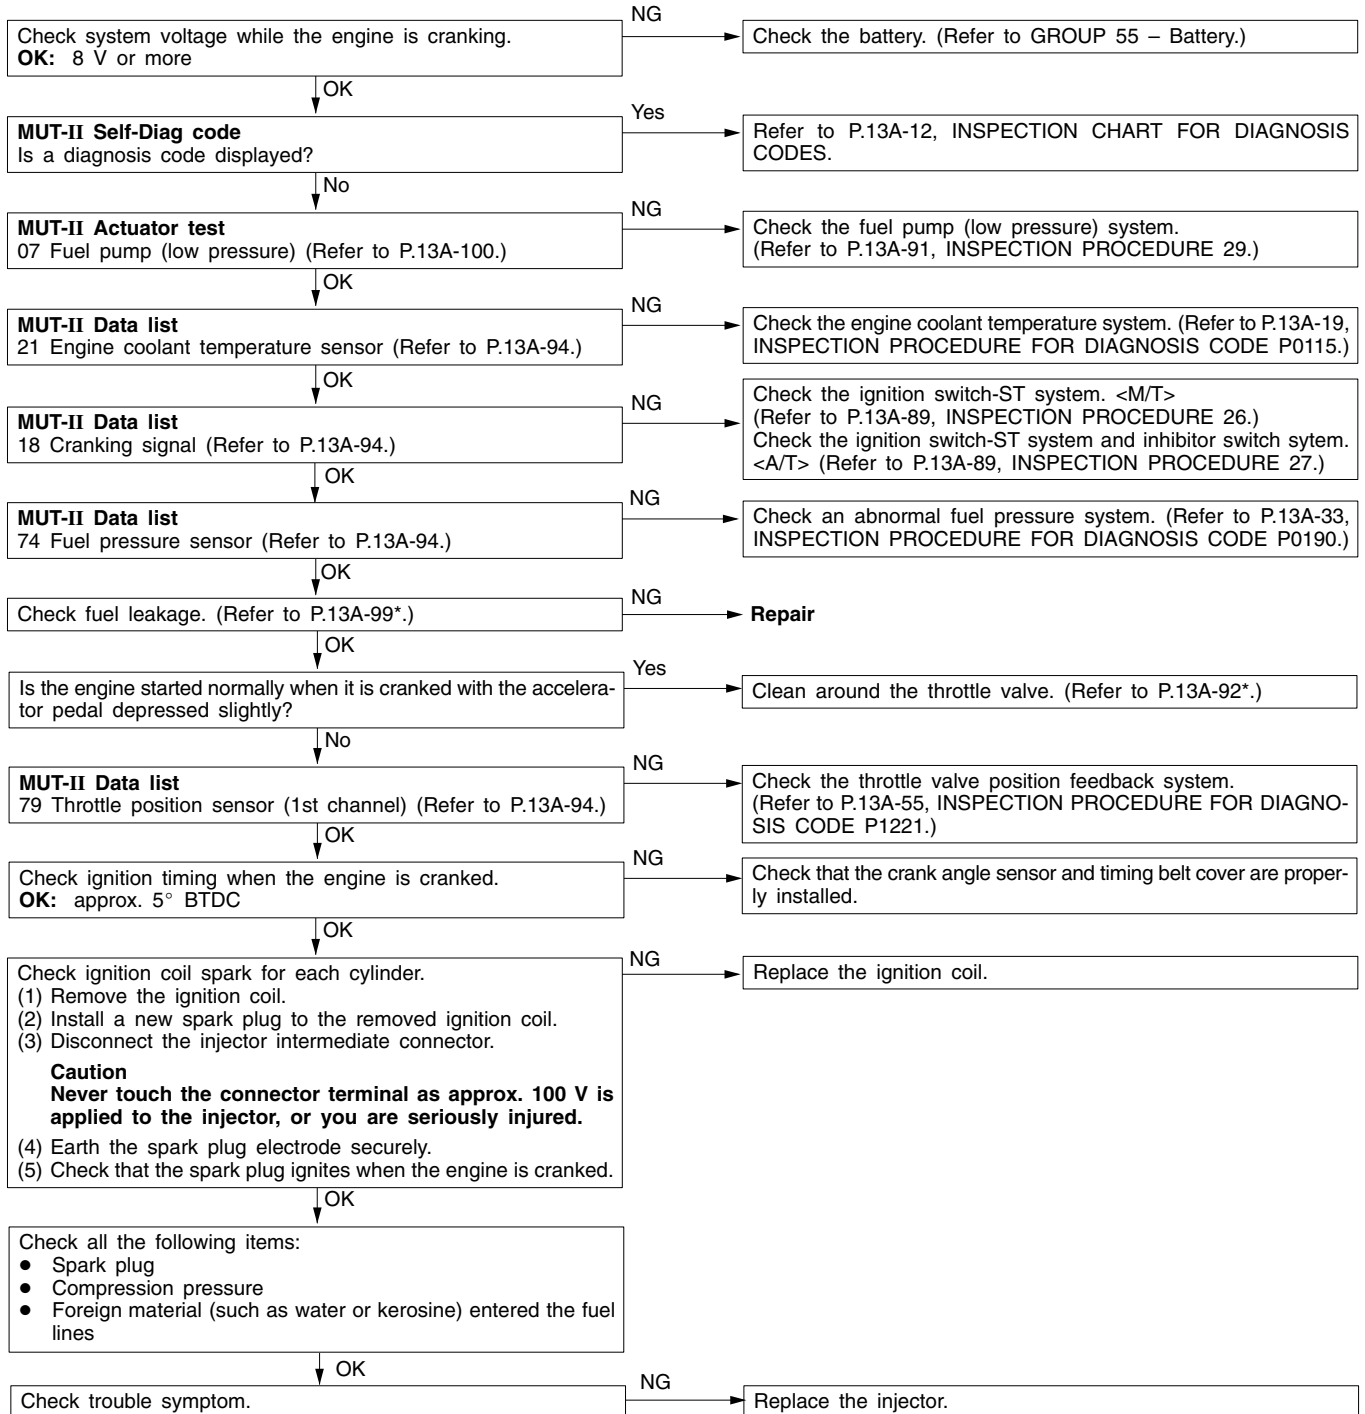 Check system voltage while the engine is cranking.
OK: 8 V or more
NG
Check the battery. (Refer to GROUP 55 – Battery.)
OK
MUT-II Self-Diag code
Is a diagnosis code displayed?
Yes
Refer to P.13A-12, INSPECTION CHART FOR DIAGNOSIS
CODES.
No
MUT-II Actuator test
07 Fuel pump (low pressure) (Refer to P.13A-100.)
NG
Check the fuel pump (low pressure) system.
(Refer to P.13A-91, INSPECTION PROCEDURE 29.)
OK
MUT-II Data list
21 Engine coolant temperature sensor (Refer to P.13A-94.)
NG
Check the engine coolant temperature system. (Refer to P.13A-19,
INSPECTION PROCEDURE FOR DIAGNOSIS CODE P0115.)
OK
MUT-II Data list
18 Cranking signal (Refer to P.13A-94.)
NG
Check the ignition switch-ST system. <M/T>
(Refer to P.13A-89, INSPECTION PROCEDURE 26.)
Check the ignition switch-ST system and inhibitor switch sytem.
<A/T> (Refer to P.13A-89, INSPECTION PROCEDURE 27.)
OK
MUT-II Data list
74 Fuel pressure sensor (Refer to P.13A-94.)
NG
Check an abnormal fuel pressure system. (Refer to P.13A-33,
INSPECTION PROCEDURE FOR DIAGNOSIS CODE P0190.)
OK
Check fuel leakage. (Refer to P.13A-99*.)
NG
Repair
OK
Is the engine started normally when it is cranked with the accelera-
tor pedal depressed slightly?
Yes
Clean around the throttle valve. (Refer to P.13A-92*.)
No
MUT-II Data list
79 Throttle position sensor (1st channel) (Refer to P.13A-94.)
NG
Check the throttle valve position feedback system.
(Refer to P.13A-55, INSPECTION PROCEDURE FOR DIAGNO-
SIS CODE P1221.)
OK
Check ignition timing when the engine is cranked.
OK: approx. 5° BTDC
NG
Check that the crank angle sensor and timing belt cover are proper-
ly installed.
OK
Check ignition coil spark for each cylinder.
(1) Remove the ignition coil.
(2) Install a new spark plug to the removed ignition coil.
(3) Disconnect the injector intermediate connector.
Caution
Never touch the connector terminal as approx. 100 V is
applied to the injector, or you are seriously injured.
(4) Earth the spark plug electrode securely.
(5) Check that the spark plug ignites when the engine is cranked.
NG
Replace the ignition coil.
OK
Check all the following items:
● Spark plug
● Compression pressure
● Foreign material (such as water or kerosine) entered the fuel
lines
OK
Check trouble symptom.
NG
Replace the injector.